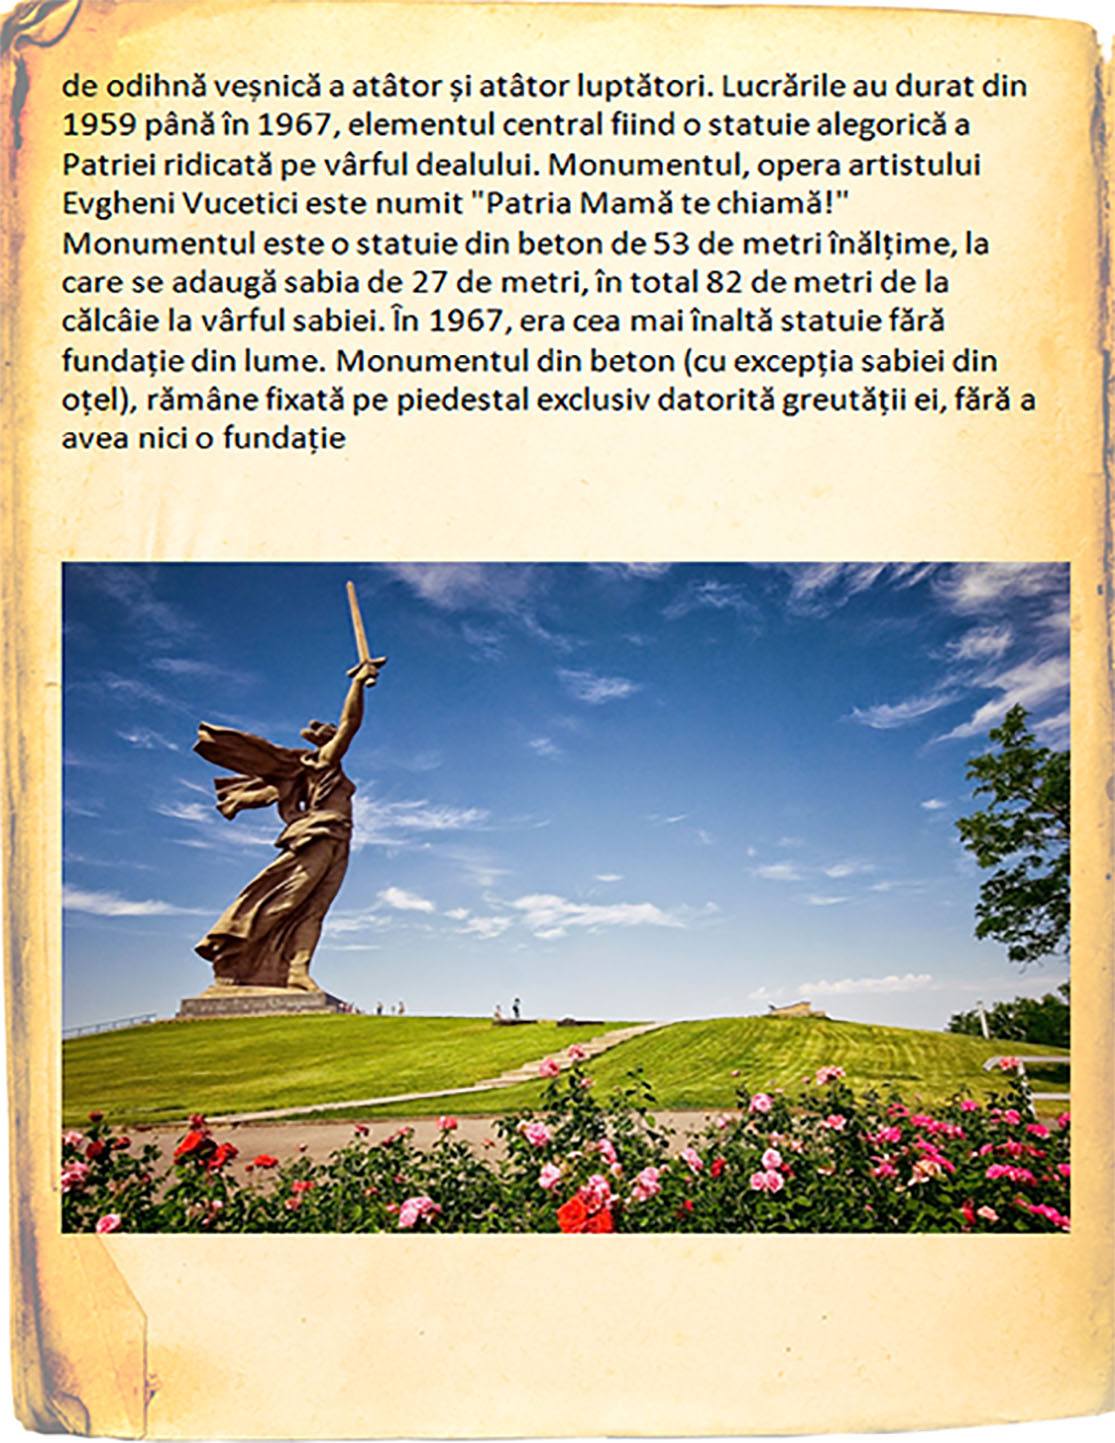 de odihnă veșnică a atâtor și atâtor luptători. Lucrările au durat din
1959 până în 1967, elementul central fiind o statuie alegorică a
Patriei ridicată pe vârful dealului. Monumentul, opera artistului
Evgheni Vucetici este numit "Patria Mamă te chiamă!"
Monumentul este o statuie din beton de 53 de metri înălțime, la
care se adaugă sabia de 27 de metri, în total 82 de metri de la
călcâie la vârful sabiei. În 1967, era cea mai înaltă statuie fără
fundație din lume. Monumentul din beton (cu excepția sabiei din
oțel), rămâne fixată pe piedestal exclusiv datorită greutății ei, fără a
avea nici o fundație